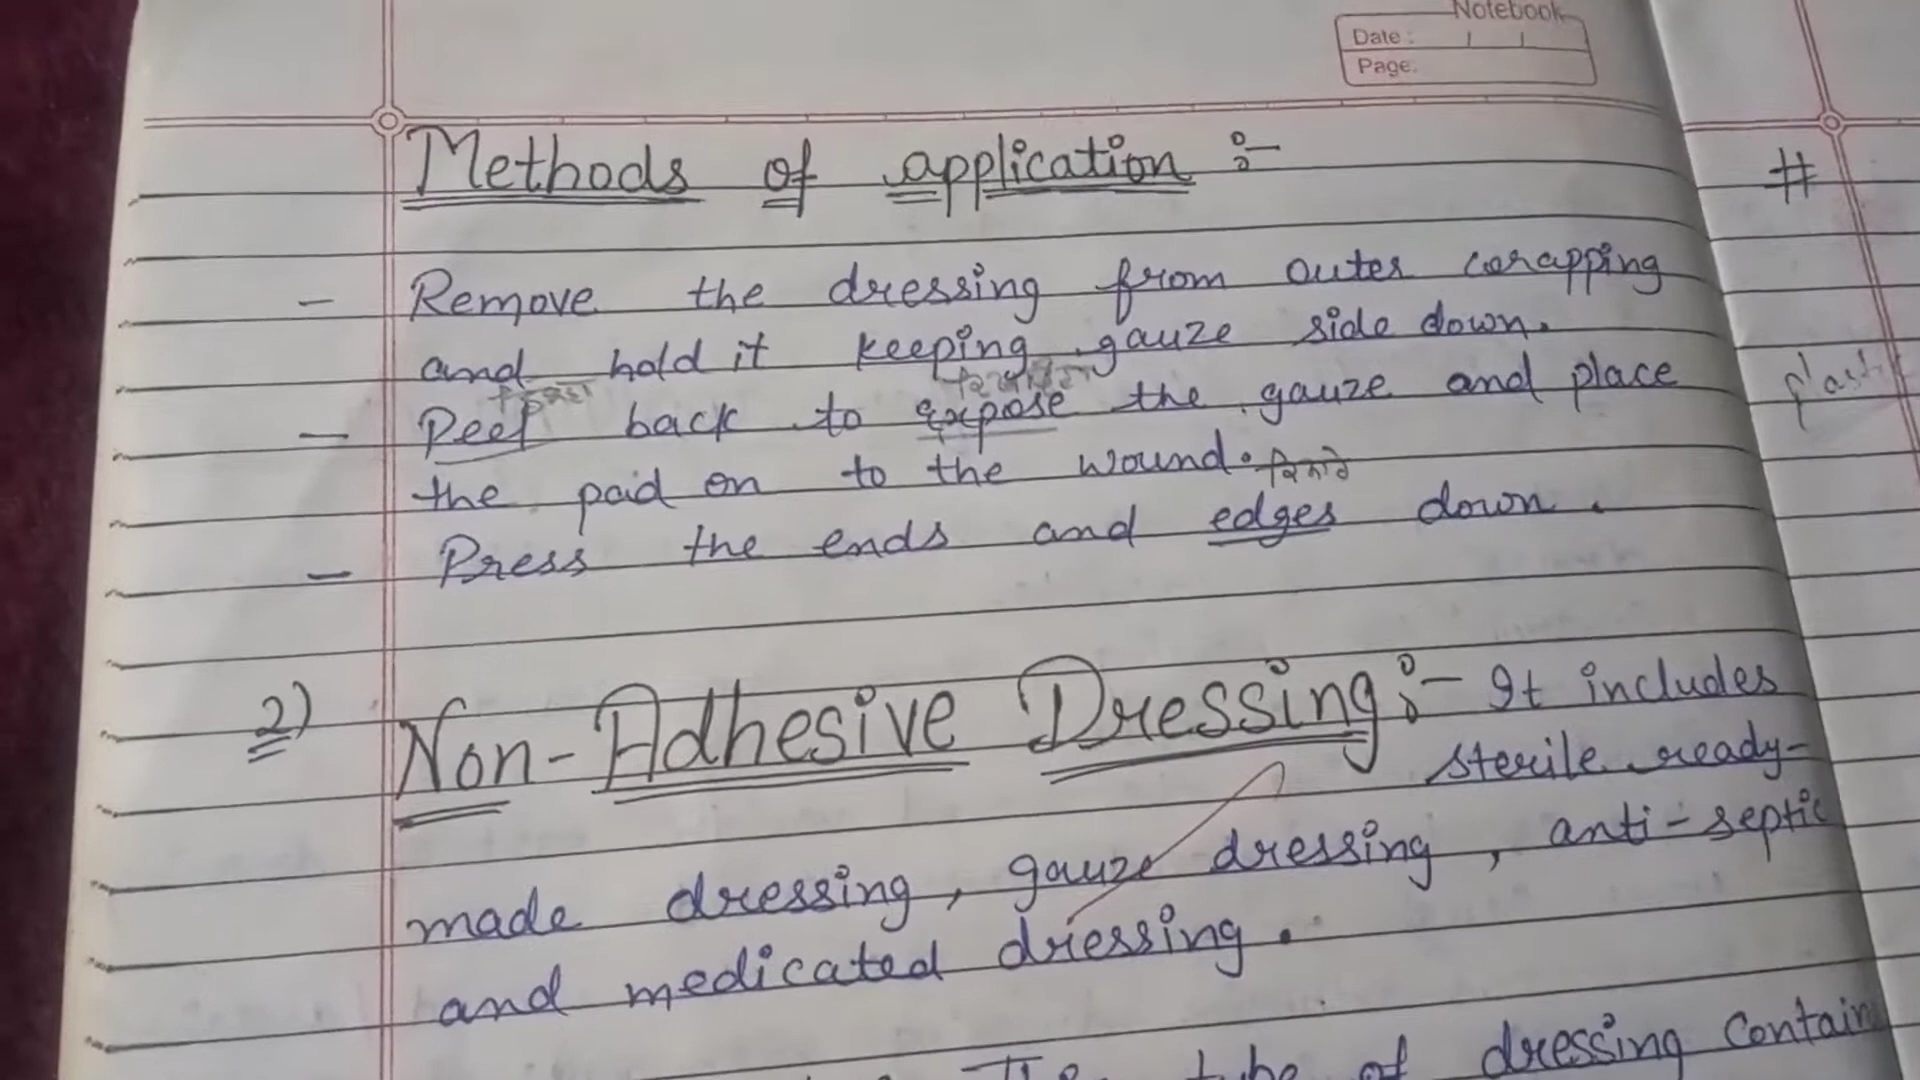 Notebook
Date :
Page.
Methods of application :-
- Remove the dressing from outer wrapping
and hold it keeping gauze side down.
- Peel back to expose the gauze and place
the paid on to the wound.
किनारे
- Press the ends and edges down.
2) Non-Adhesive Dressing :- It includes
sterile ready-
made dressing, gauze dressing, anti-septic
and medicated dressing.
type of dressing contain
#